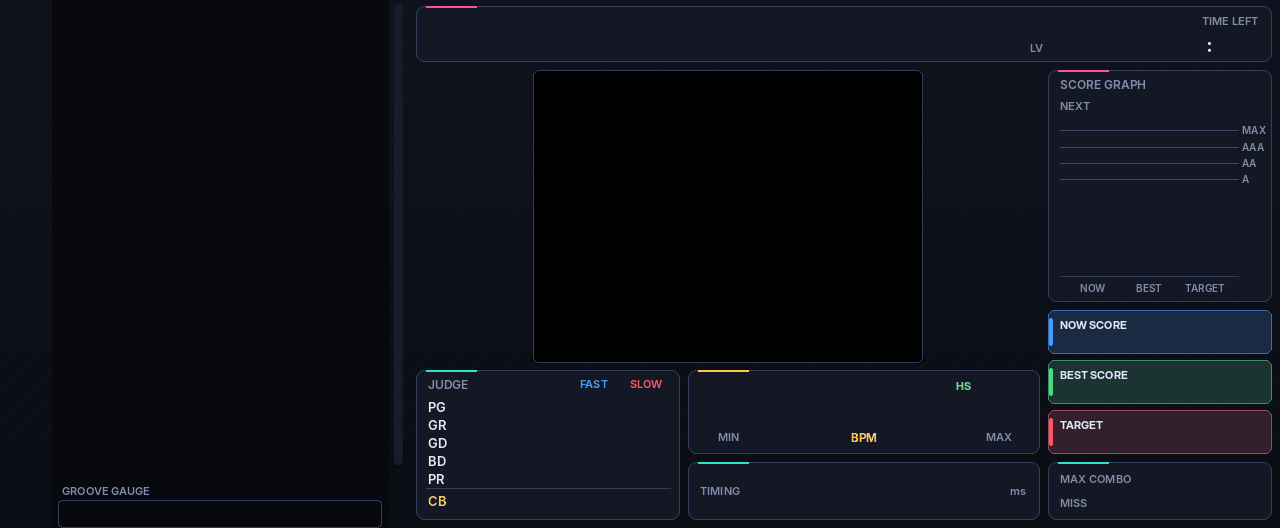 TIME LEFT
LV
:
SCORE GRAPH
NEXT
MAX
AAA
AA
A
NOW BEST TARGET
NOW SCORE
BEST SCORE
TARGET
MAX COMBO
MISS
JUDGE FAST SLOW
PG
GR
GD
BD
PR
CB
HS
MIN BPM MAX
TIMING ms
GROOVE GAUGE